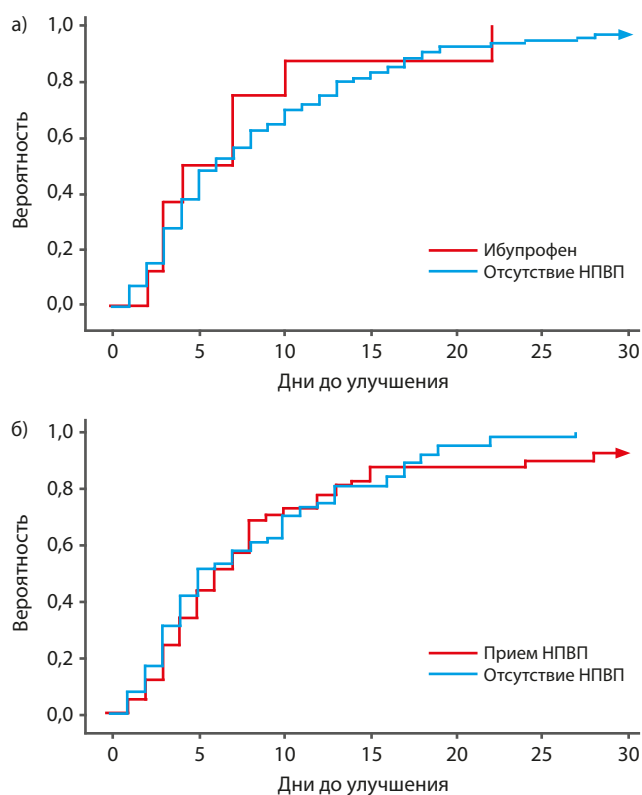 а)
1,0
0,8
0,6
0,4
0,2
0,0
Вероятность
Ибупрофен
Отсутствие НПВП
0 5 10 15 20 25 30
Дни до улучшения
б)
1,0
0,8
0,6
0,4
0,2
0,0
Вероятность
Прием НПВП
Отсутствие НПВП
0 5 10 15 20 25 30
Дни до улучшения